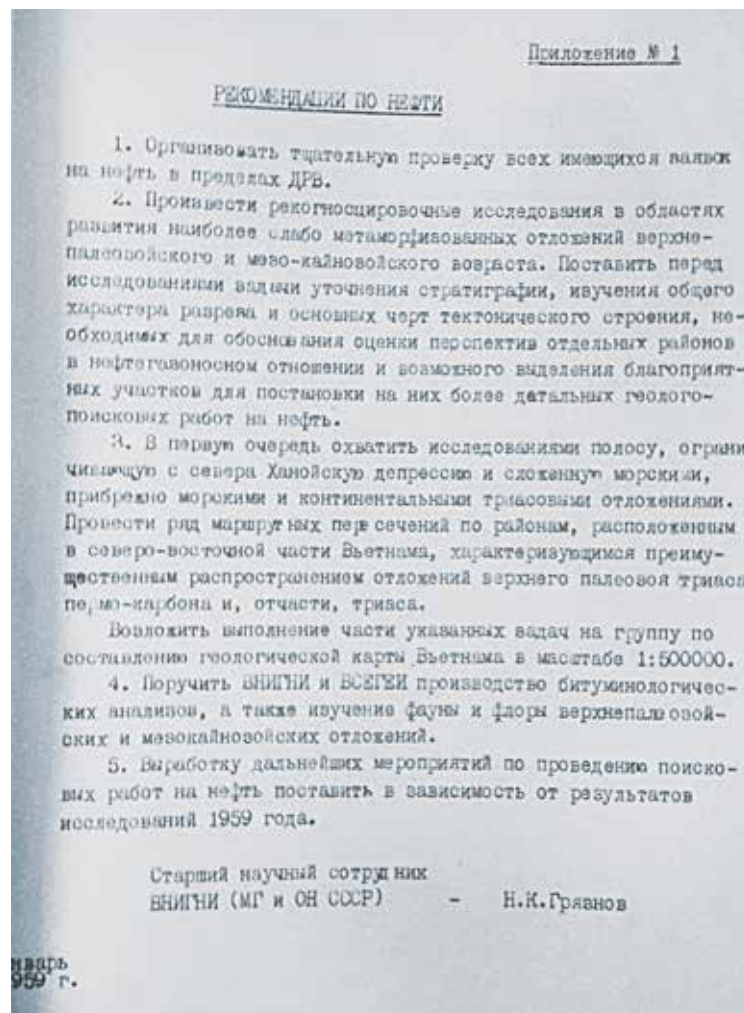 Приложение № 1
РЕКОМЕНДАЦИИ ПО НЕФТИ
1. Организовать тщательную проверку всех имеющихся заявок
на нефть в пределах ДРВ.
2. Произвести рекогносцировочные исследования в областях
развития наиболее слабо метаморфизованных отложений верхне-
палеозойского и мезо-кайнозойского возраста. Поставить перед
исследованиями задачи уточнения стратиграфии, изучения общего
характера разреза и основных черт тектонического строения, не-
обходимых для обоснования оценки перспектив отдельных районов
в нефтегазоносном отношении и возможного выделения благоприят-
ных участков для постановки на них более детальных геолого-
поисковых работ на нефть.
3. В первую очередь охватить исследованиями полосу, ограни
чивающую с севера Ханойскую депрессию и сложенную морскими,
прибрежно морскими и континентальными триасовыми отложениями.
Провести ряд маршрутных пересечений по районам, расположенным
в северо-восточной части Вьетнама, характеризующимся преиму-
щественным распространением отложений верхнего палеозоя триаса
пермо-карбона и, отчасти, триаса.
Возложить выполнение части указанных задач на группу по
составлению геологической карты Вьетнама в масштабе 1:500000.
4. Поручить ВНИГНИ и ВСЕГЕИ производство битуминологичес-
ких анализов, а также изучение фауны и флоры верхнепалеозой-
ских и мезокайнозойских отложений.
5. Выработку дальнейших мероприятий по проведению поиско-
вых работ на нефть поставить в зависимость от результатов
исследований 1959 года.
Старший научный сотрудник
ВНИГНИ (МГ и ОН СССР) - Н.К.Грязнов
нварь
959 г.